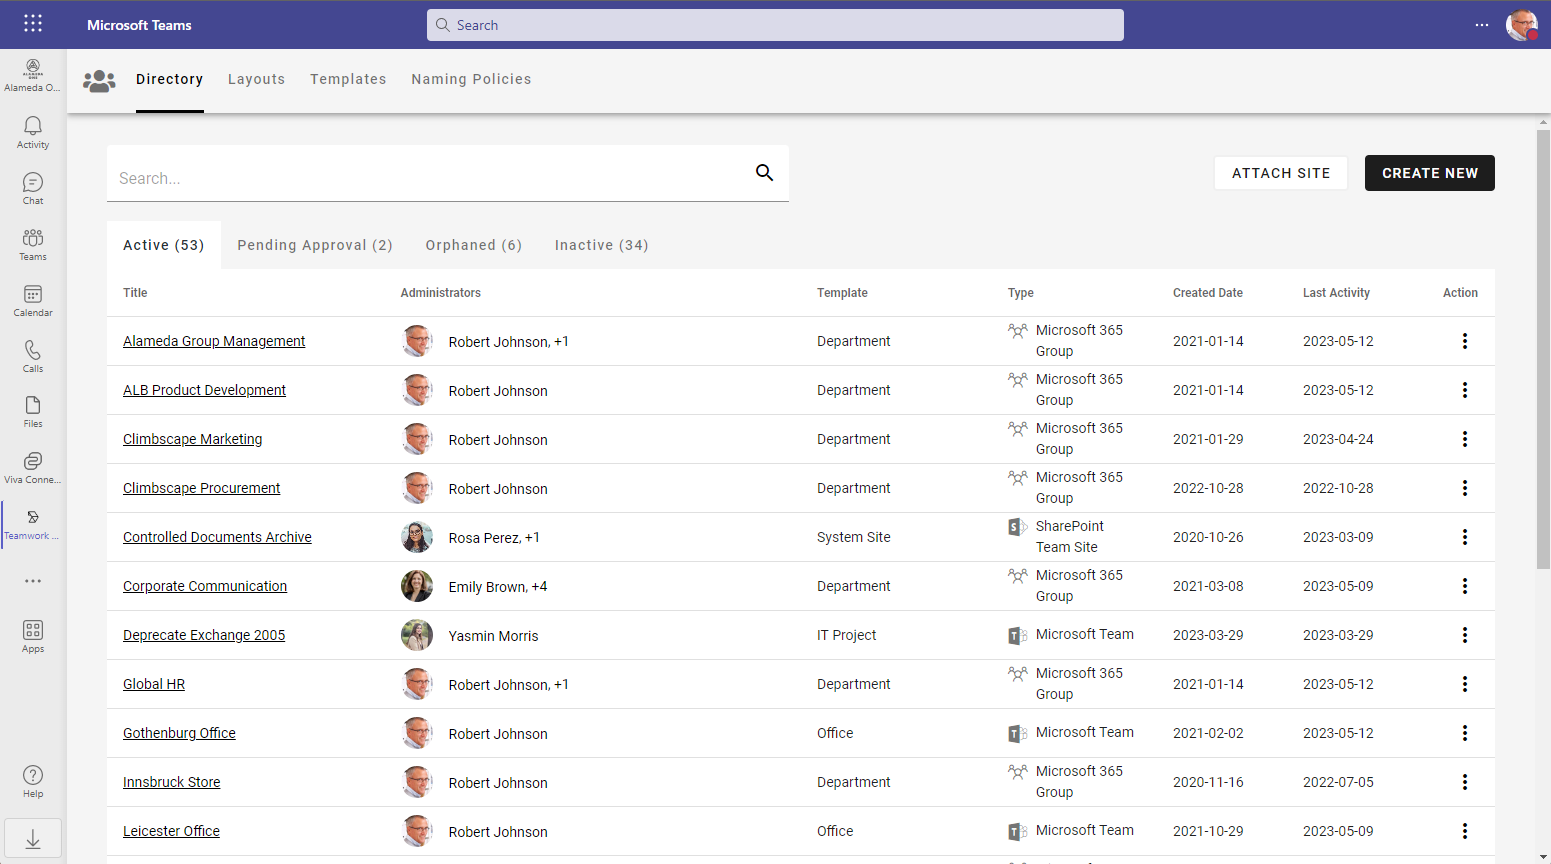 Microsoft Teams
Search
Alameda O...
Activity
Chat
Teams
Calendar
Calls
Files
Viva Conne...
Teamwork ...
Apps
Help
Directory Layouts Templates Naming Policies
Search...
ATTACH SITE
CREATE NEW
Active (53) Pending Approval (2) Orphaned (6) Inactive (34)
Title Administrators Template Type Created Date Last Activity Action
Alameda Group Management Robert Johnson, +1 Department Microsoft 365 Group 2021-01-14 2023-05-12
ALB Product Development Robert Johnson Department Microsoft 365 Group 2021-01-14 2023-05-12
Climbscape Marketing Robert Johnson Department Microsoft 365 Group 2021-01-29 2023-04-24
Climbscape Procurement Robert Johnson Department Microsoft 365 Group 2022-10-28 2022-10-28
Controlled Documents Archive Rosa Perez, +1 System Site SharePoint Team Site 2020-10-26 2023-03-09
Corporate Communication Emily Brown, +4 Department Microsoft 365 Group 2021-03-08 2023-05-09
Deprecate Exchange 2005 Yasmin Morris IT Project Microsoft Team 2023-03-29 2023-03-29
Global HR Robert Johnson, +1 Department Microsoft 365 Group 2021-01-14 2023-05-12
Gothenburg Office Robert Johnson Office Microsoft Team 2021-02-02 2023-05-12
Innsbruck Store Robert Johnson Department Microsoft 365 Group 2020-11-16 2022-07-05
Leicester Office Robert Johnson Office Microsoft Team 2021-10-29 2023-05-09